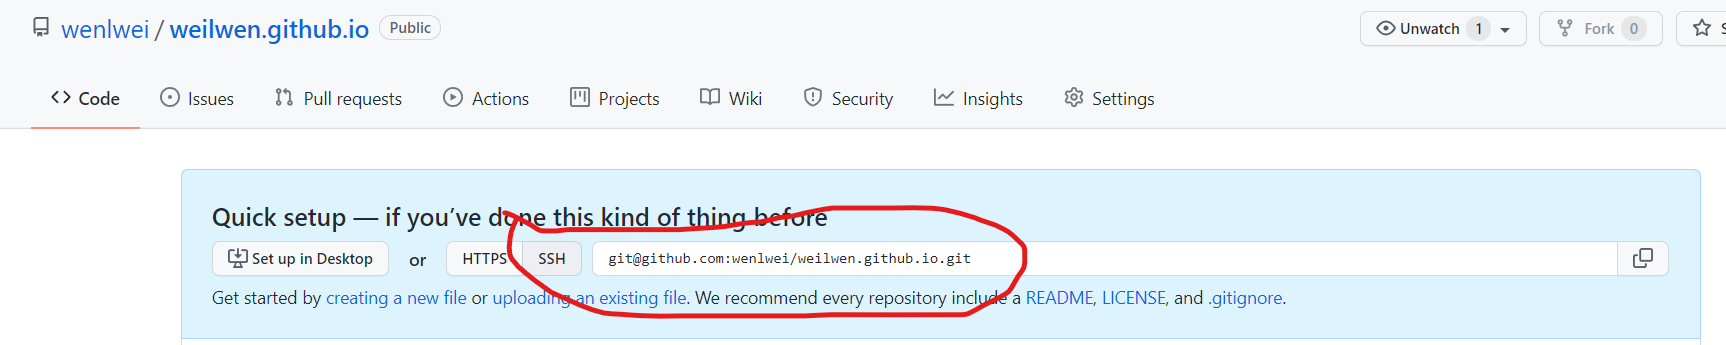 wenlwei / weilwen.github.io Public Unwatch 1 Fork 0 S
Code Issues Pull requests Actions Projects Wiki Security Insights Settings
Quick setup — if you’ve done this kind of thing before
Set up in Desktop or HTTPS SSH git@github.com:wenlwei/weilwen.github.io.git
Get started by creating a new file or uploading an existing file. We recommend every repository include a README, LICENSE, and .gitignore.